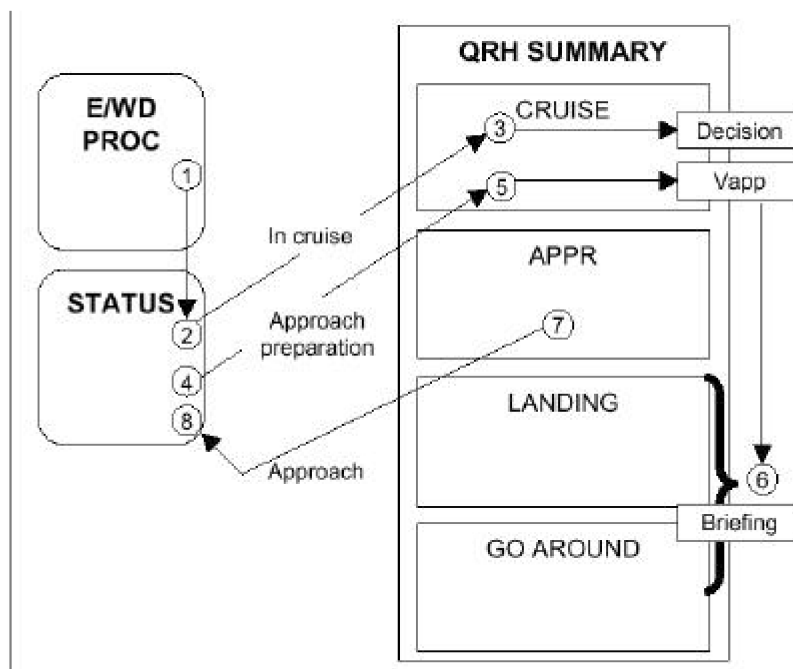 QRH SUMMARY
E/WD
PROC
1
CRUISE
3
Decision
5
Vapp
In cruise
STATUS
2
APPR
Approach
preparation
7
4
8
LANDING
Approach
6
Briefing
GO AROUND